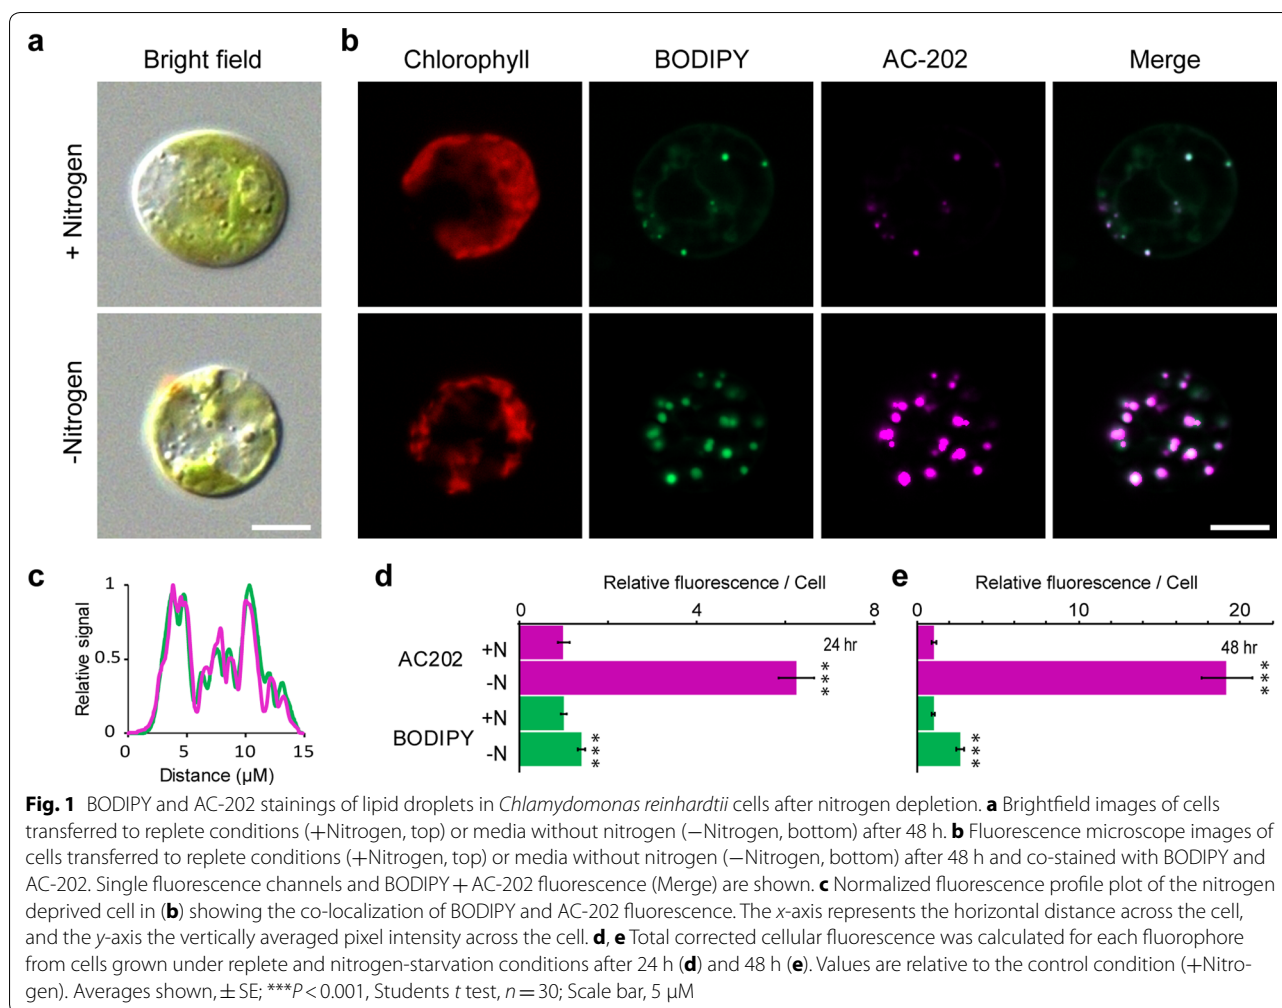 a
Bright field
+ Nitrogen
-Nitrogen
b
Chlorophyll
BODIPY
AC-202
Merge
c
Relative signal
1
0.5
0
0
5
10
15
Distance (µM)
d
Relative fluorescence / Cell
0
4
8
24 hr
AC202
+N
-N
***
BODIPY
+N
-N
***
e
Relative fluorescence / Cell
0
10
20
48 hr
***
***
Fig. 1 BODIPY and AC-202 stainings of lipid droplets in Chlamydomonas reinhardtii cells after nitrogen depletion. a Brightfield images of cells
transferred to replete conditions (+Nitrogen, top) or media without nitrogen (−Nitrogen, bottom) after 48 h. b Fluorescence microscope images of
cells transferred to replete conditions (+Nitrogen, top) or media without nitrogen (−Nitrogen, bottom) after 48 h and co-stained with BODIPY and
AC-202. Single fluorescence channels and BODIPY + AC-202 fluorescence (Merge) are shown. c Normalized fluorescence profile plot of the nitrogen
deprived cell in (b) showing the co-localization of BODIPY and AC-202 fluorescence. The x-axis represents the horizontal distance across the cell,
and the y-axis the vertically averaged pixel intensity across the cell. d, e Total corrected cellular fluorescence was calculated for each fluorophore
from cells grown under replete and nitrogen-starvation conditions after 24 h (d) and 48 h (e). Values are relative to the control condition (+Nitro-
gen). Averages shown, ± SE; ***P < 0.001, Students t test, n = 30; Scale bar, 5 µM